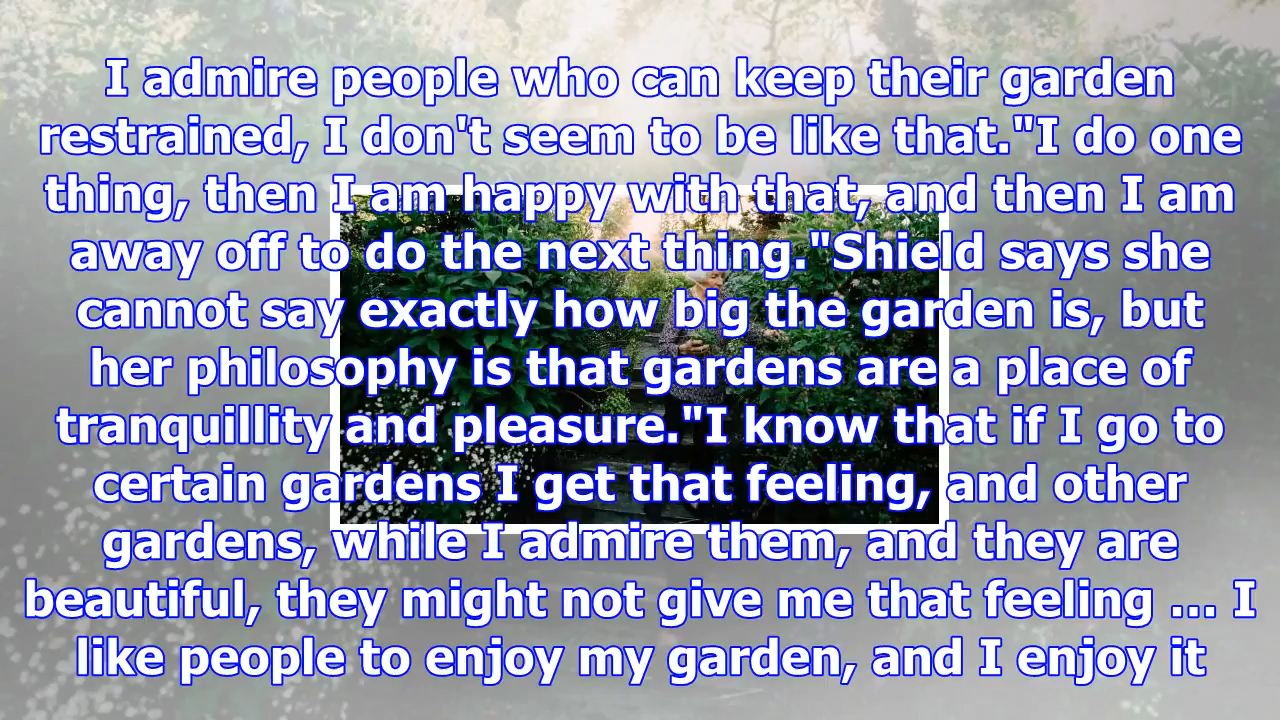 I admire people who can keep their garden
restrained, I don't seem to be like that."I do one
thing, then I am happy with that, and then I am
away off to do the next thing."Shield says she
cannot say exactly how big the garden is, but
her philosophy is that gardens are a place of
tranquillity and pleasure."I know that if I go to
certain gardens I get that feeling, and other
gardens, while I admire them, and they are
beautiful, they might not give me that feeling ... I
like people to enjoy my garden, and I enjoy it